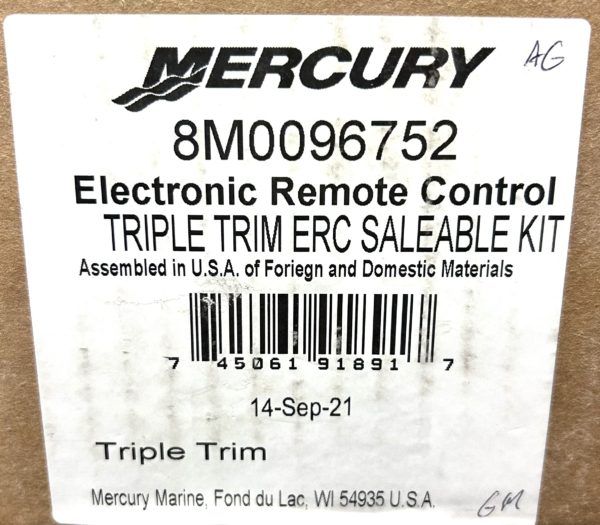 MERCURY
AG
8M0096752
Electronic Remote Control
TRIPLE TRIM ERC SALEABLE KIT
Assembled in U.S.A. of Foriegn and Domestic Materials
7 45061 91891 7
14-Sep-21
Triple Trim
Mercury Marine, Fond du Lac, WI 54935 U.S.A.
GM